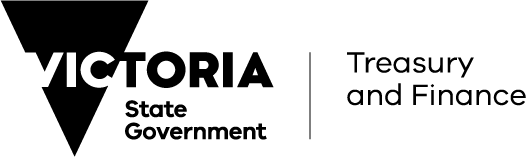 VICTORIA
State
Government
Treasury
and Finance